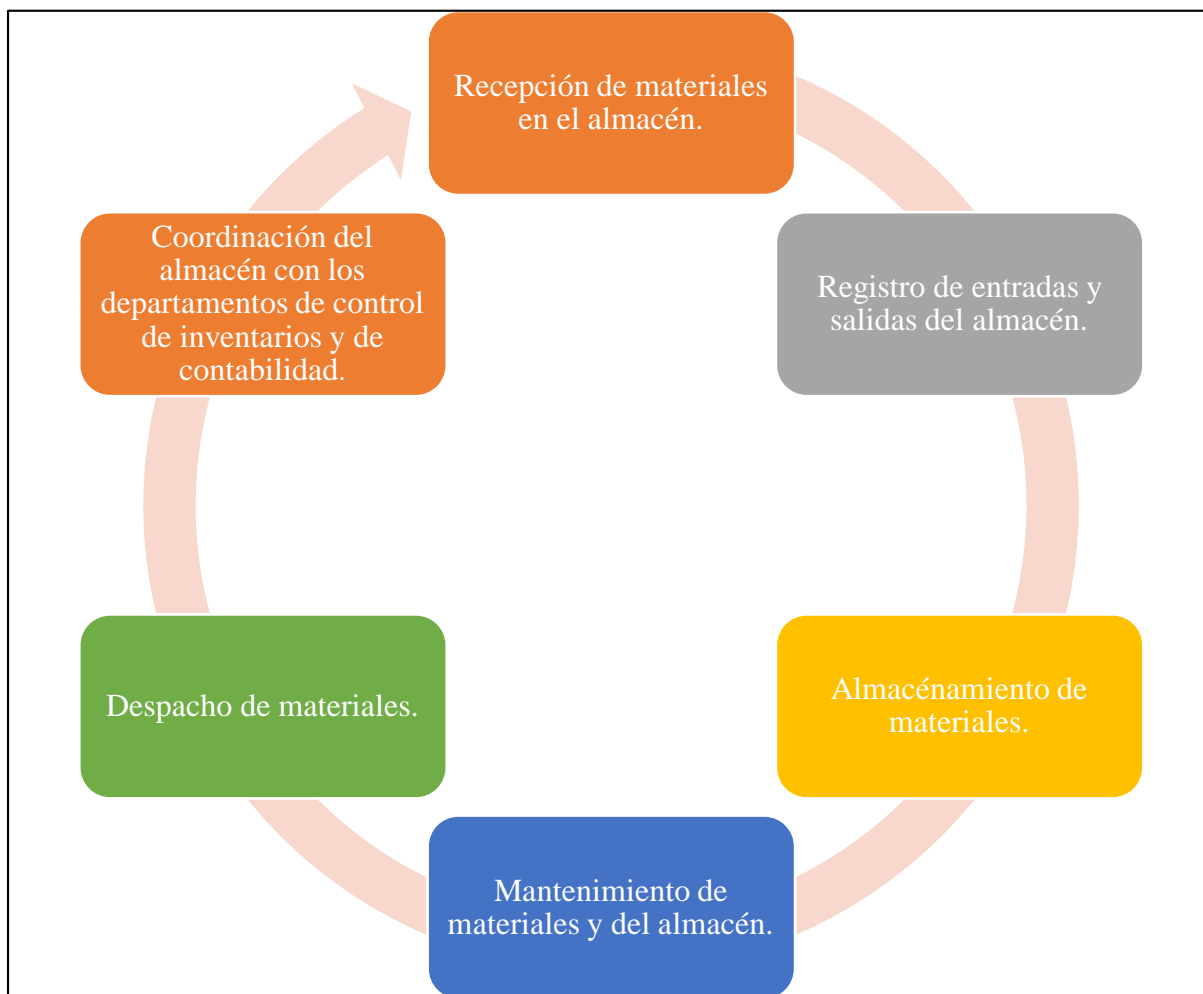 Recepción de materiales
en el almacén.
Registro de entradas y
salidas del almacén.
Almacénamiento de
materiales.
Mantenimiento de
materiales y del almacén.
Despacho de materiales.
Coordinación del
almacén con los
departamentos de control
de inventarios y de
contabilidad.